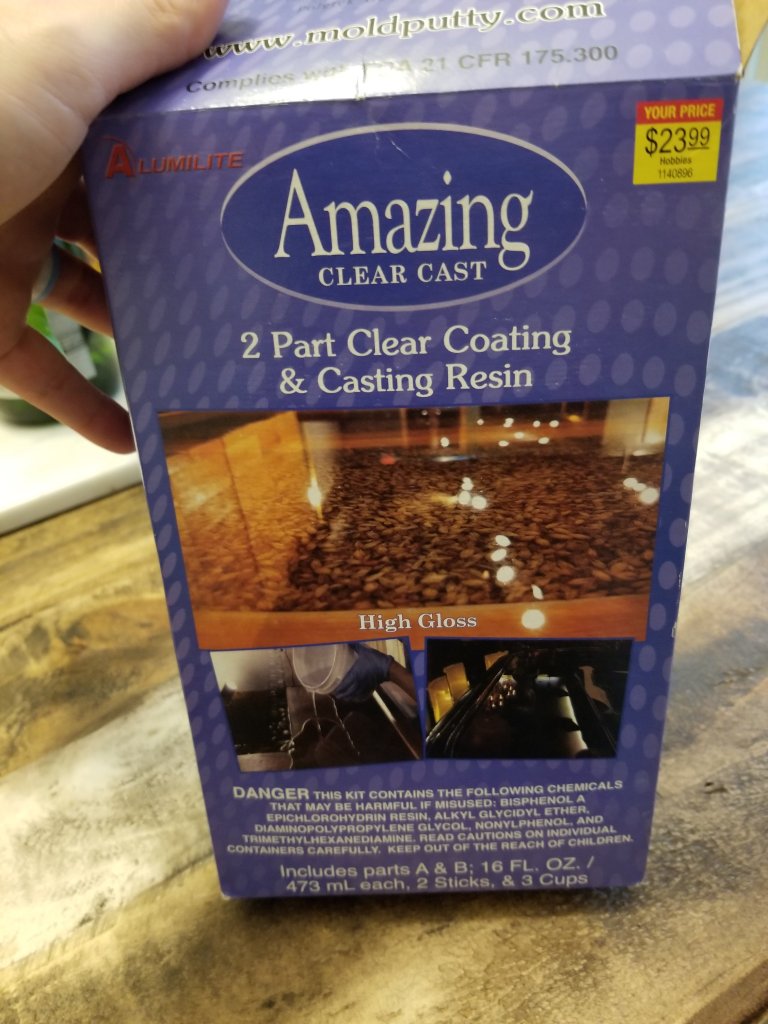 www.moldputty.com
Complies with FDA 21 CFR 175.300
ALUMILITE
YOUR PRICE
$23.99
Hobbies
1140896
Amazing
CLEAR CAST
2 Part Clear Coating
& Casting Resin
High Gloss
DANGER THIS KIT CONTAINS THE FOLLOWING CHEMICALS
THAT MAY BE HARMFUL IF MISUSED: BISPHENOL A
EPICHLOROHYDRIN RESIN, ALKYL GLYCIDYL ETHER,
DIAMINOPOLYPROPYLENE GLYCOL, NONYLPHENOL, AND
TRIMETHYLHEXANEDIAMINE. READ CAUTIONS ON INDIVIDUAL
CONTAINERS CAREFULLY. KEEP OUT OF THE REACH OF CHILDREN.
Includes parts A & B; 16 FL. OZ. /
473 mL each, 2 Sticks, & 3 Cups